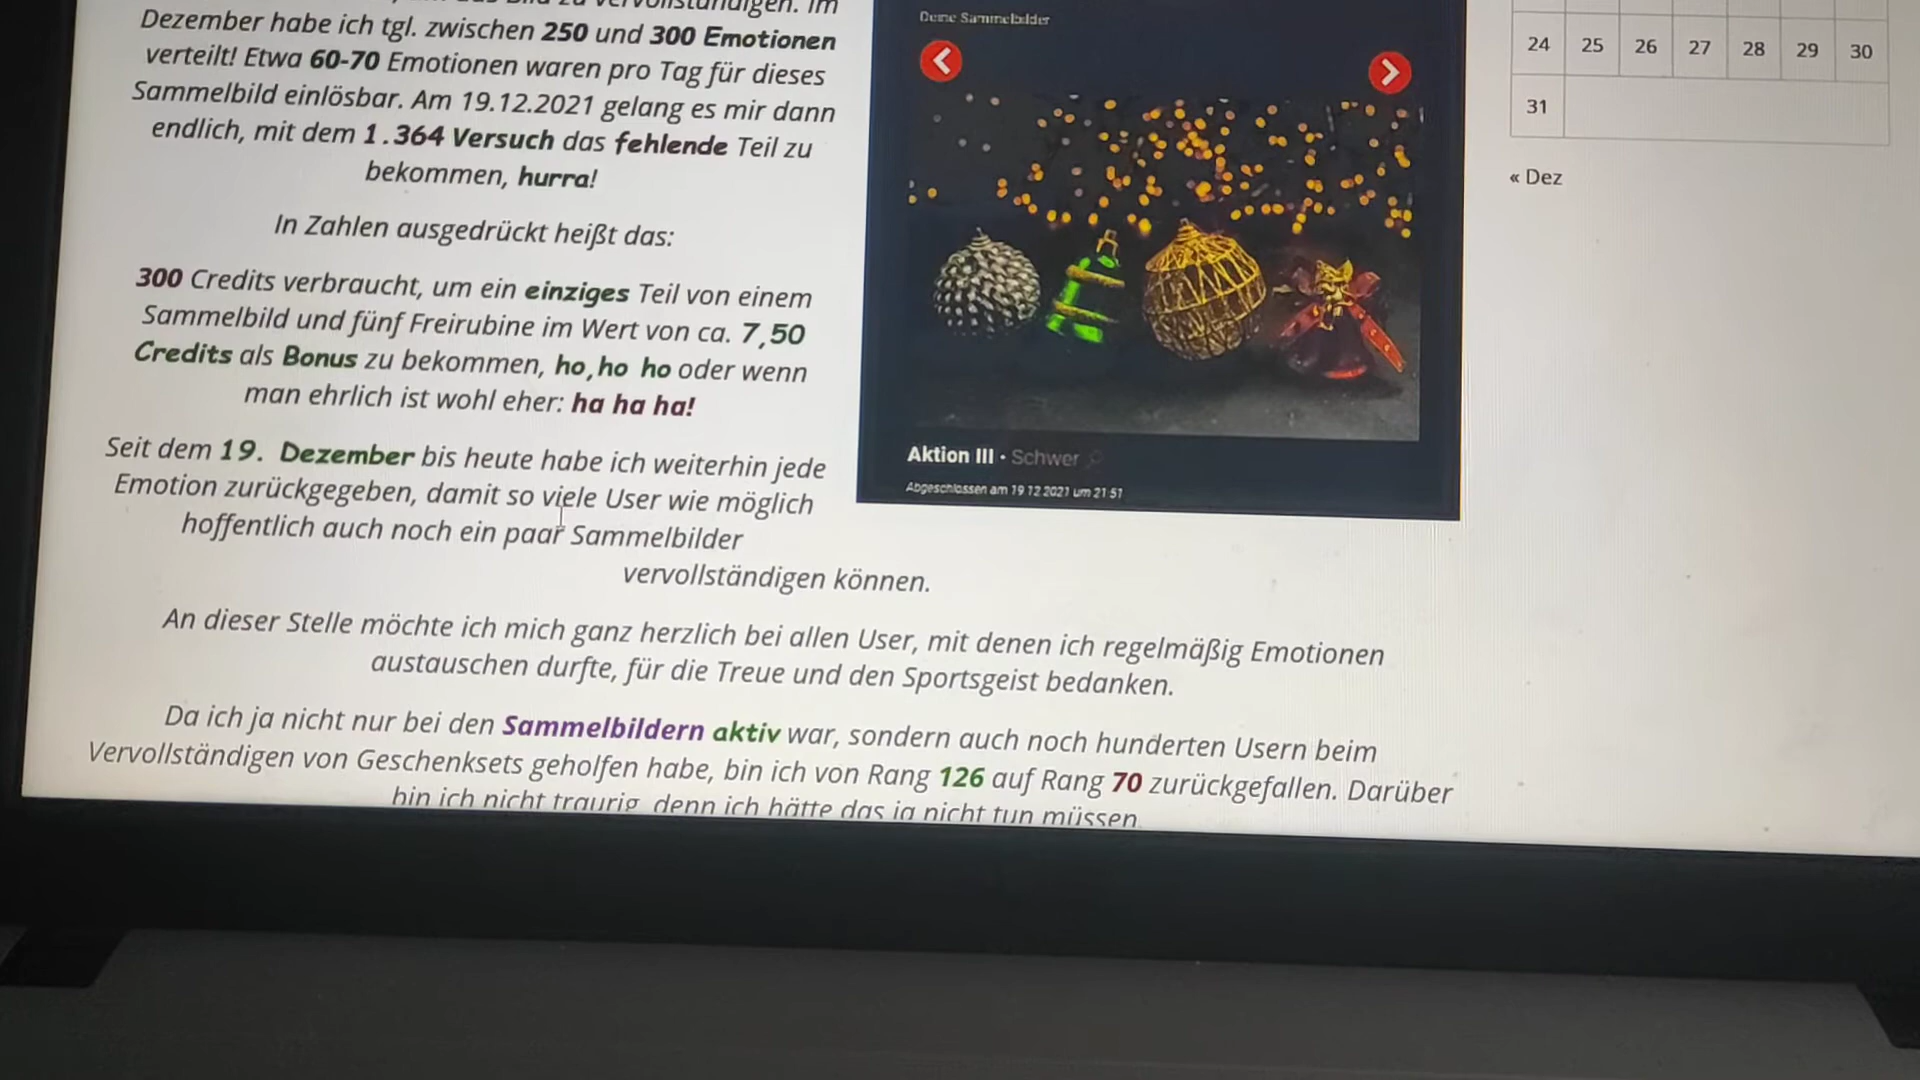 vervollständigen. Im
Dezember habe ich tgl. zwischen 250 und 300 Emotionen
verteilt! Etwa 60-70 Emotionen waren pro Tag für dieses
Sammelbild einlösbar. Am 19.12.2021 gelang es mir dann
endlich, mit dem 1.364 Versuch das fehlende Teil zu
bekommen, hurra!
In Zahlen ausgedrückt heißt das:
300 Credits verbraucht, um ein einziges Teil von einem
Sammelbild und fünf Freirubine im Wert von ca. 7,50
Credits als Bonus zu bekommen, ho,ho ho oder wenn
man ehrlich ist wohl eher: ha ha ha!
Seit dem 19. Dezember bis heute habe ich weiterhin jede
Emotion zurückgegeben, damit so viele User wie möglich
hoffentlich auch noch ein paar Sammelbilder
vervollständigen können.
An dieser Stelle möchte ich mich ganz herzlich bei allen User, mit denen ich regelmäßig Emotionen
austauschen durfte, für die Treue und den Sportsgeist bedanken.
Da ich ja nicht nur bei den Sammelbildern aktiv war, sondern auch noch hunderten Usern beim
Vervollständigen von Geschenksets geholfen habe, bin ich von Rang 126 auf Rang 70 zurückgefallen. Darüber
bin ich nicht traurig, denn ich hätte das ja nicht tun müssen
Deine Sammelbilder
Aktion III • Schwer
Abgeschlossen am 19 12 2021 um 21:51
24 25 26 27 28 29 30
31
« Dez